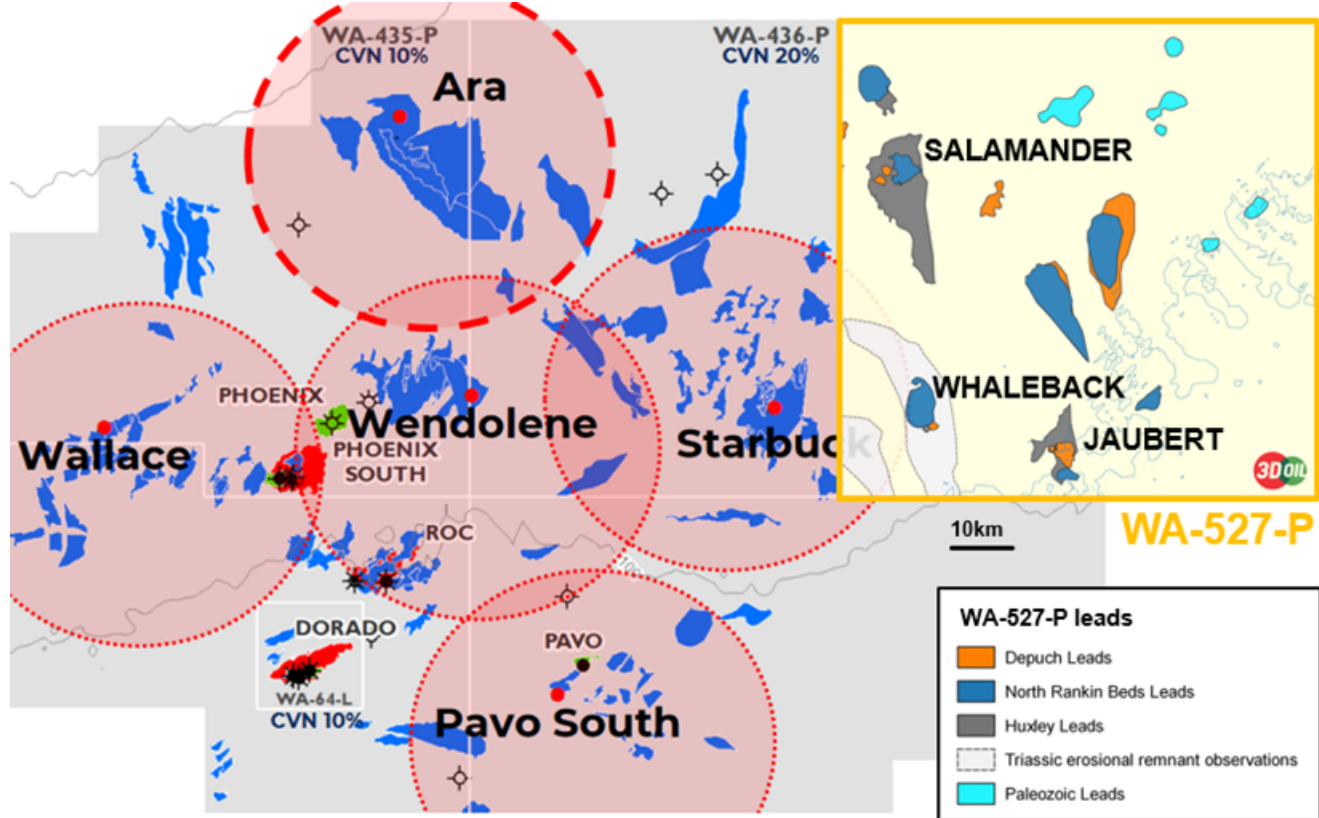 WA-435-P
CVN 10%
WA-436-P
CVN 20%
Ara
SALAMANDER
WHALEBACK
JAUBERT
3D OIL
WA-527-P
PHOENIX
Wendolene
PHOENIX
SOUTH
Wallace
Starbuck
ROC
10km
100
DORADO
WA-64-L
CVN 10%
PAVO
Pavo South
WA-527-P leads
Depuch Leads
North Rankin Beds Leads
Huxley Leads
Triassic erosional remnant observations
Paleozoic Leads